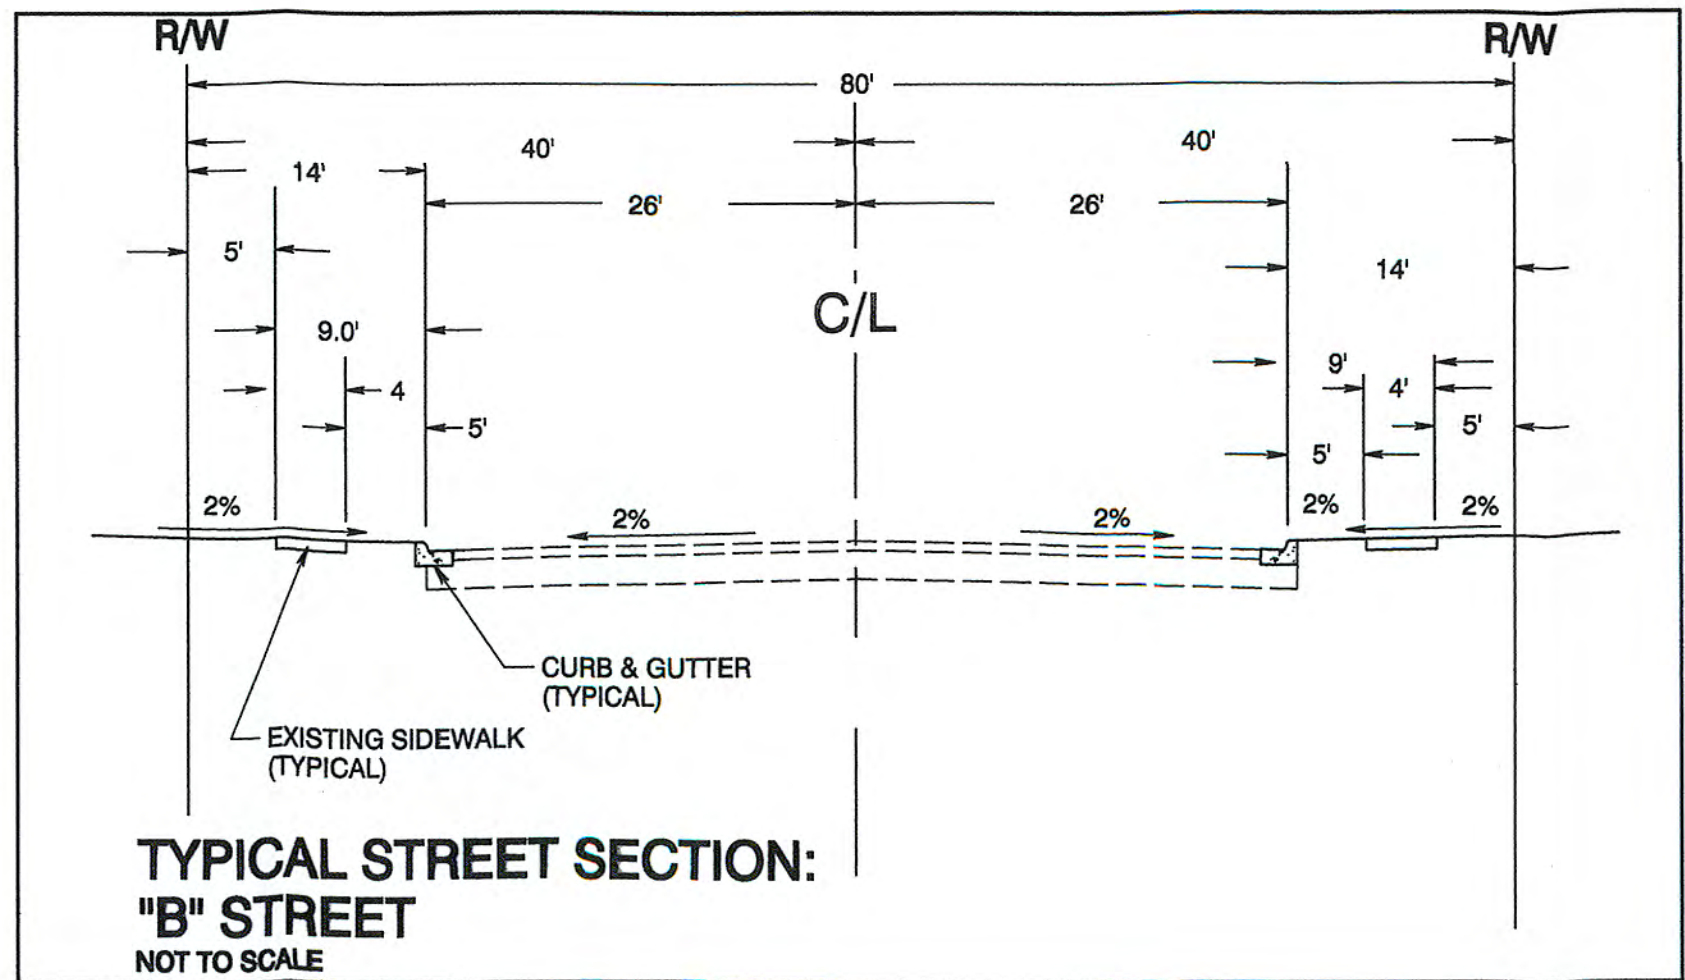 R/W
R/W
80'
40'
40'
14'
26'
26'
5'
14'
C/L
9.0'
9'
4
4'
5'
5'
5'
2%
2%
2%
2%
2%
CURB & GUTTER
(TYPICAL)
EXISTING SIDEWALK
(TYPICAL)
TYPICAL STREET SECTION:
"B" STREET
NOT TO SCALE